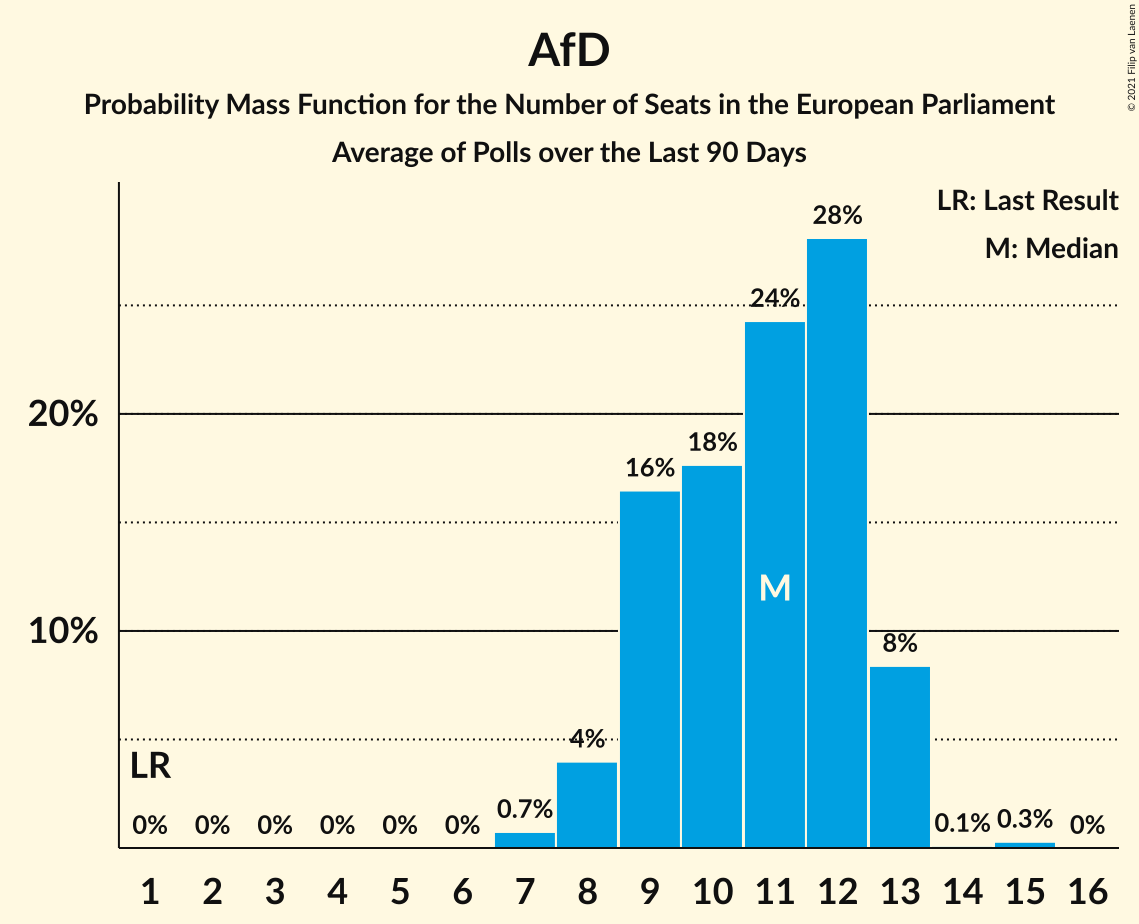 AfD
Probability Mass Function for the Number of Seats in the European Parliament
Average of Polls over the Last 90 Days
© 2021 Filip van Laenen
LR: Last Result
M: Median
20%
10%
LR
0%
0%
0%
0%
0%
0%
0.7%
4%
16%
18%
24%
28%
8%
0.1%
0.3%
0%
M
1 2 3 4 5 6 7 8 9 10 11 12 13 14 15 16